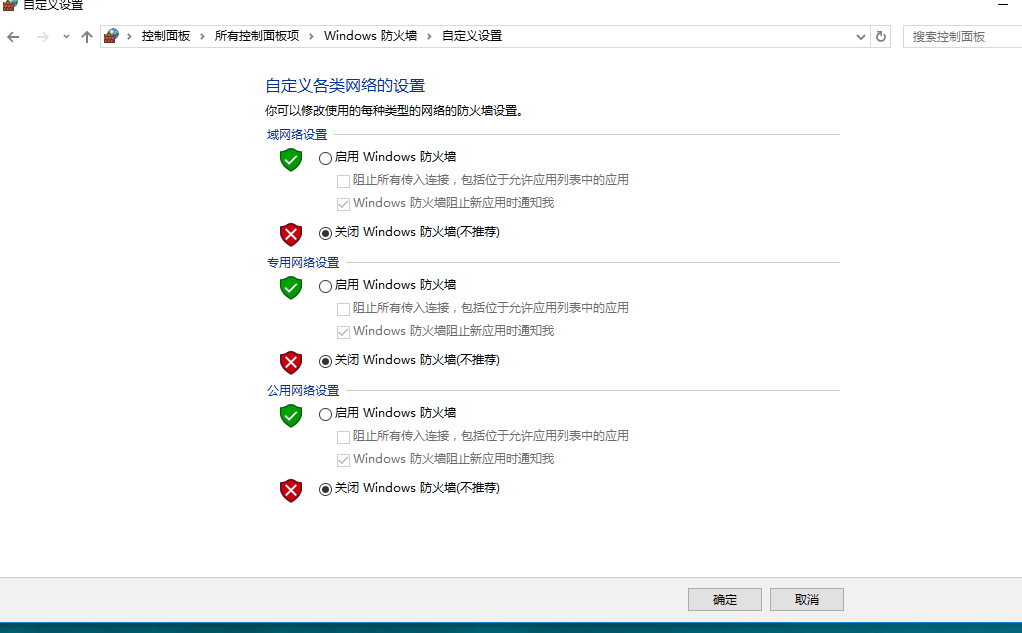 自定义设置
控制面板 › 所有控制面板项 › Windows 防火墙 › 自定义设置
搜索控制面板
自定义各类网络的设置
你可以修改使用的每种类型的网络的防火墙设置。
域网络设置
启用 Windows 防火墙
阻止所有传入连接，包括位于允许应用列表中的应用
Windows 防火墙阻止新应用时通知我
关闭 Windows 防火墙(不推荐)
专用网络设置
启用 Windows 防火墙
阻止所有传入连接，包括位于允许应用列表中的应用
Windows 防火墙阻止新应用时通知我
关闭 Windows 防火墙(不推荐)
公用网络设置
启用 Windows 防火墙
阻止所有传入连接，包括位于允许应用列表中的应用
Windows 防火墙阻止新应用时通知我
关闭 Windows 防火墙(不推荐)
确定
取消